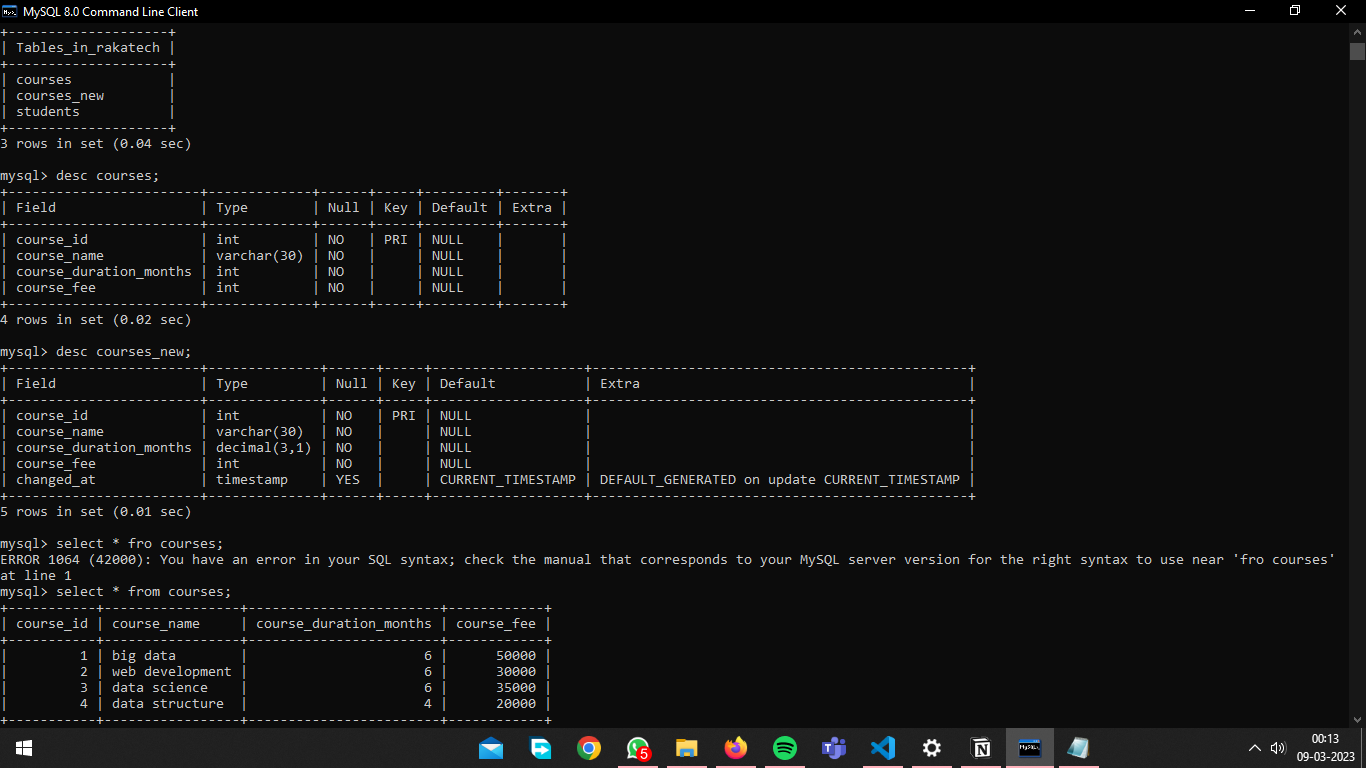 MySQL 8.0 Command Line Client
+--------------------+
| Tables_in_rakatech |
+--------------------+
| courses            |
| courses_new        |
| students           |
+--------------------+
3 rows in set (0.04 sec)

mysql> desc courses;
+------------------------+-------------+------+-----+---------+-------+
| Field                  | Type        | Null | Key | Default | Extra |
+------------------------+-------------+------+-----+---------+-------+
| course_id              | int         | NO   | PRI | NULL    |       |
| course_name            | varchar(30) | NO   |     | NULL    |       |
| course_duration_months | int         | NO   |     | NULL    |       |
| course_fee             | int         | NO   |     | NULL    |       |
+------------------------+-------------+------+-----+---------+-------+
4 rows in set (0.02 sec)

mysql> desc courses_new;
+------------------------+--------------+------+-----+-------------------+-----------------------------------------------+
| Field                  | Type         | Null | Key | Default           | Extra                                         |
+------------------------+--------------+------+-----+-------------------+-----------------------------------------------+
| course_id              | int          | NO   | PRI | NULL              |                                               |
| course_name            | varchar(30)  | NO   |     | NULL              |                                               |
| course_duration_months | decimal(3,1) | NO   |     | NULL              |                                               |
| course_fee             | int          | NO   |     | NULL              |                                               |
| changed_at             | timestamp    | YES  |     | CURRENT_TIMESTAMP | DEFAULT_GENERATED on update CURRENT_TIMESTAMP |
+------------------------+--------------+------+-----+-------------------+-----------------------------------------------+
5 rows in set (0.01 sec)

mysql> select * fro courses;
ERROR 1064 (42000): You have an error in your SQL syntax; check the manual that corresponds to your MySQL server version for the right syntax to use near 'fro courses'
at line 1
mysql> select * from courses;
+-----------+-----------------+------------------------+------------+
| course_id | course_name     | course_duration_months | course_fee |
+-----------+-----------------+------------------------+------------+
|         1 | big data        |                      6 |      50000 |
|         2 | web development |                      6 |      30000 |
|         3 | data science    |                      6 |      35000 |
|         4 | data structure  |                      4 |      20000 |
+-----------+-----------------+------------------------+------------+
5
00:13
09-03-2023